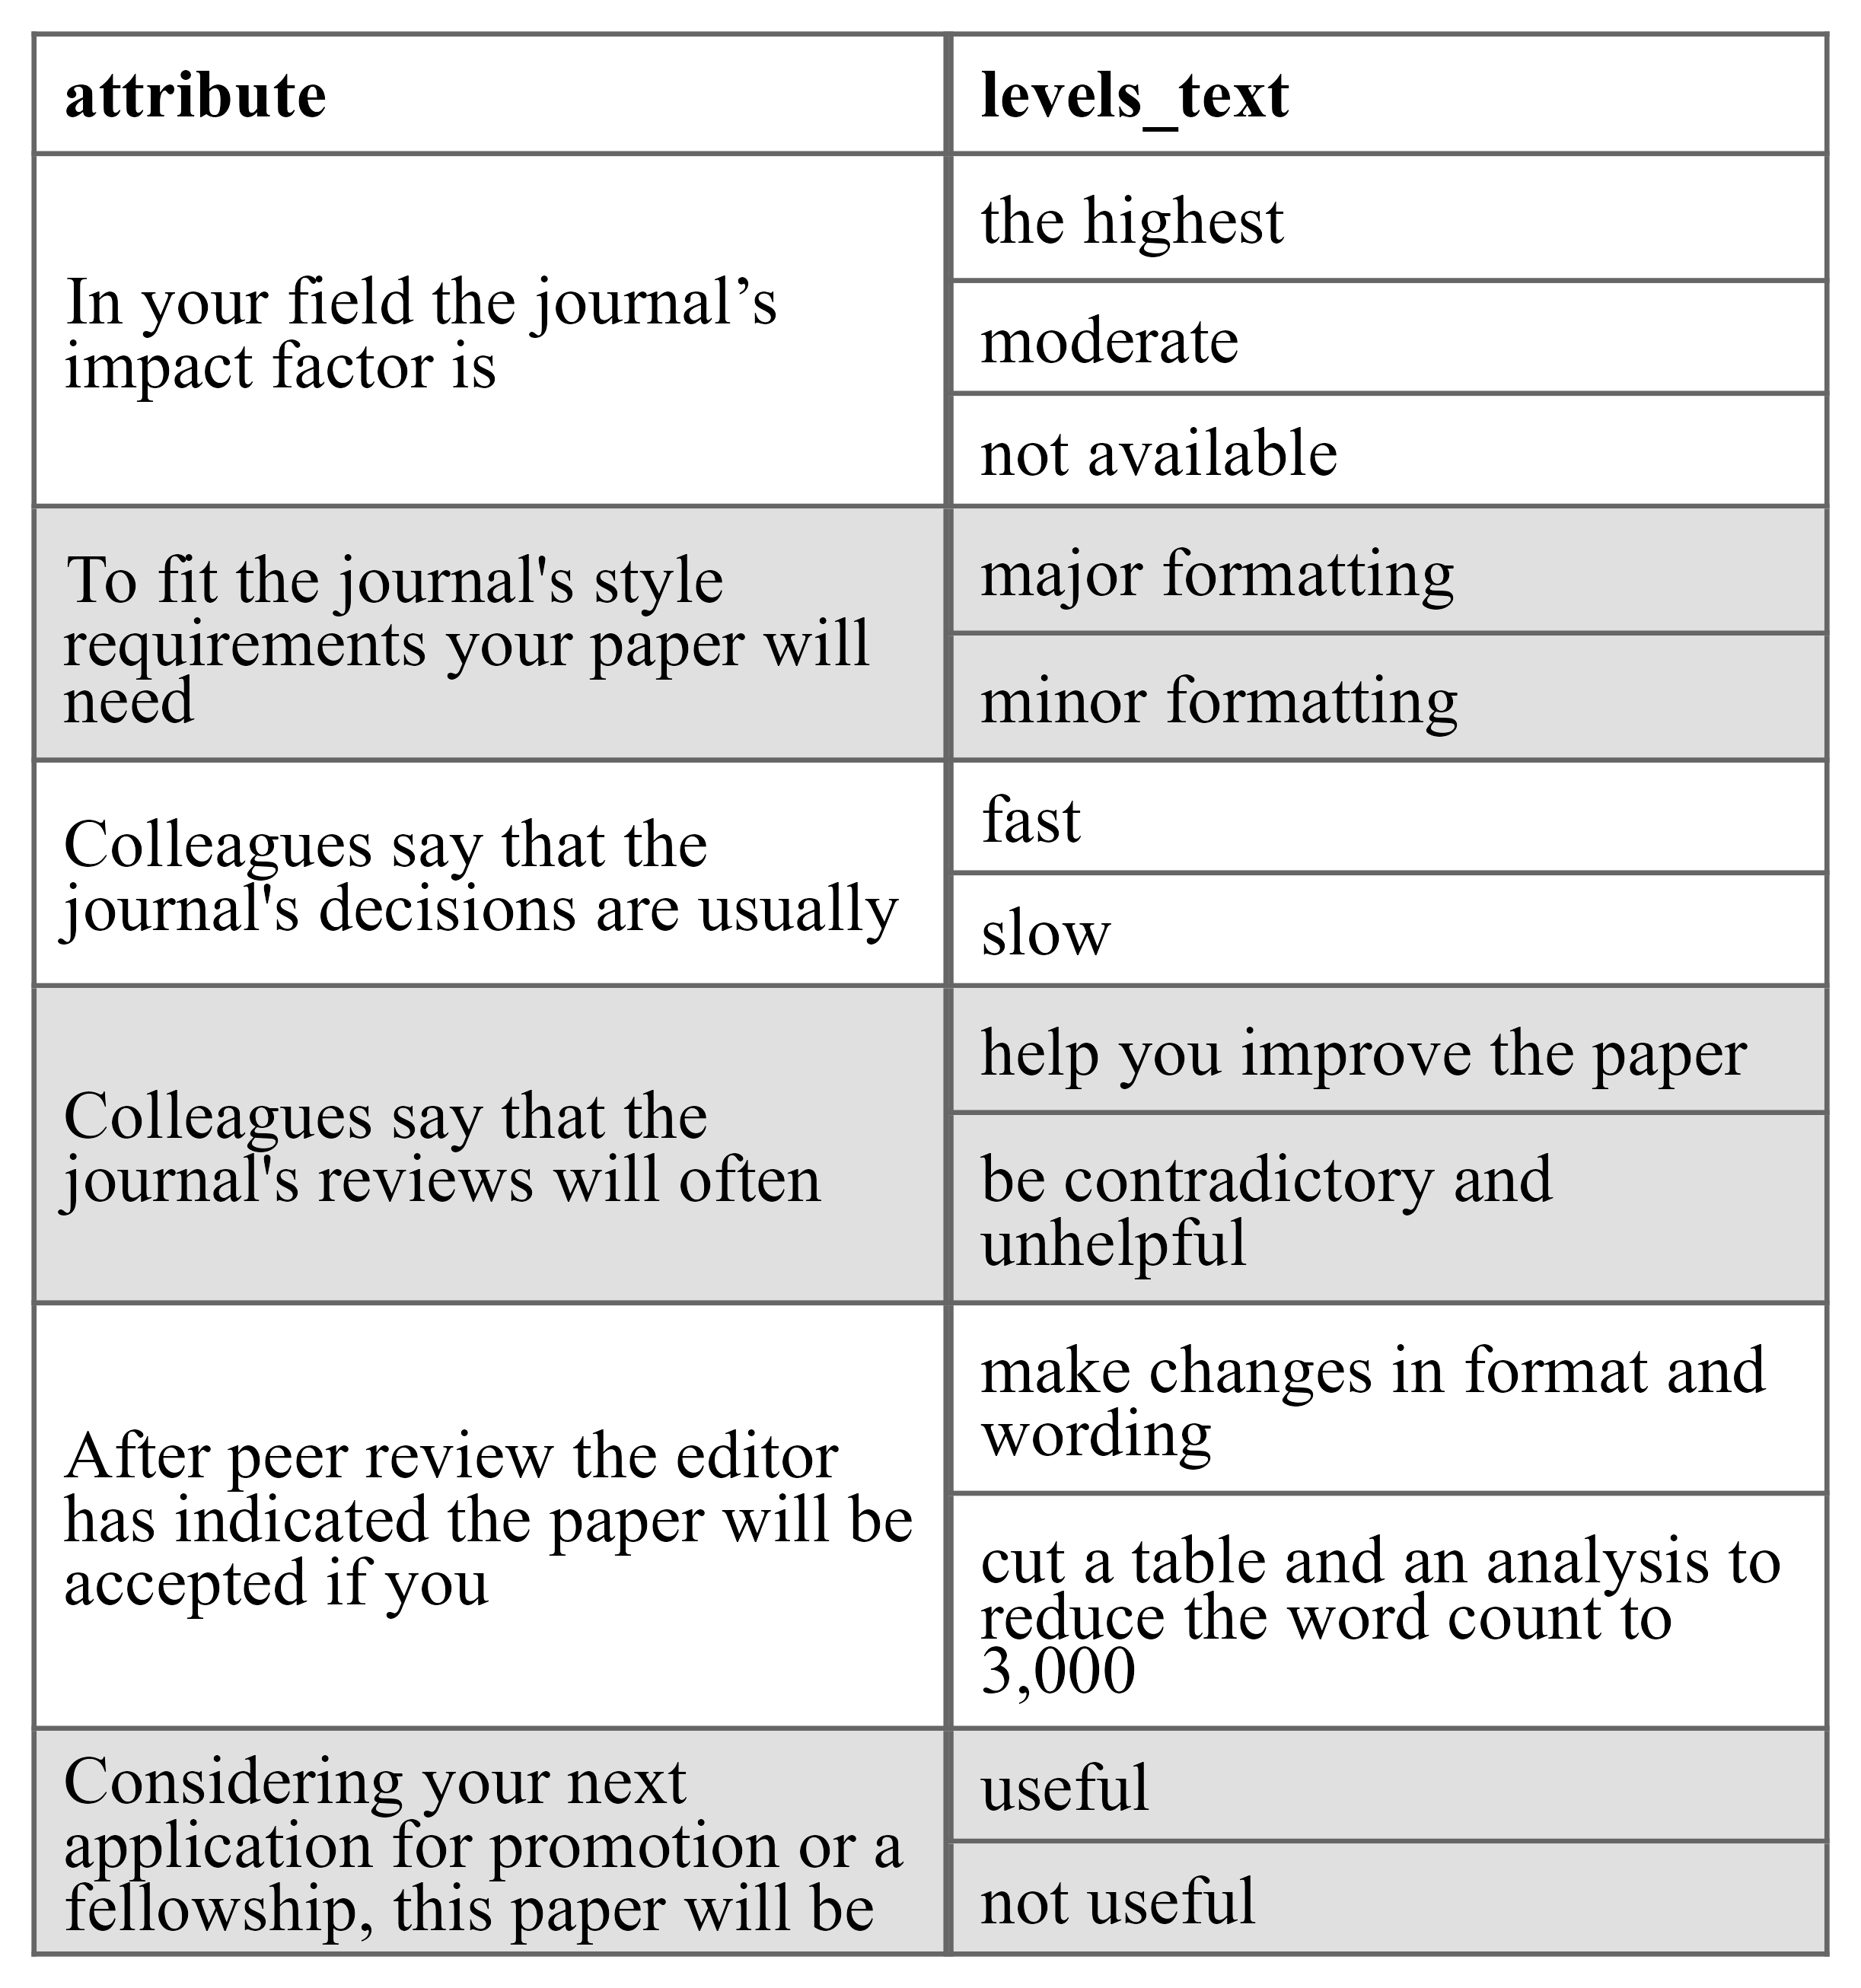 attribute
levels_text
In your field the journal’s
impact factor is
the highest
moderate
not available
To fit the journal's style
requirements your paper will
need
major formatting
minor formatting
Colleagues say that the
journal's decisions are usually
fast
slow
Colleagues say that the
journal's reviews will often
help you improve the paper
be contradictory and
unhelpful
After peer review the editor
has indicated the paper will be
accepted if you
make changes in format and
wording
cut a table and an analysis to
reduce the word count to
3,000
Considering your next
application for promotion or a
fellowship, this paper will be
useful
not useful